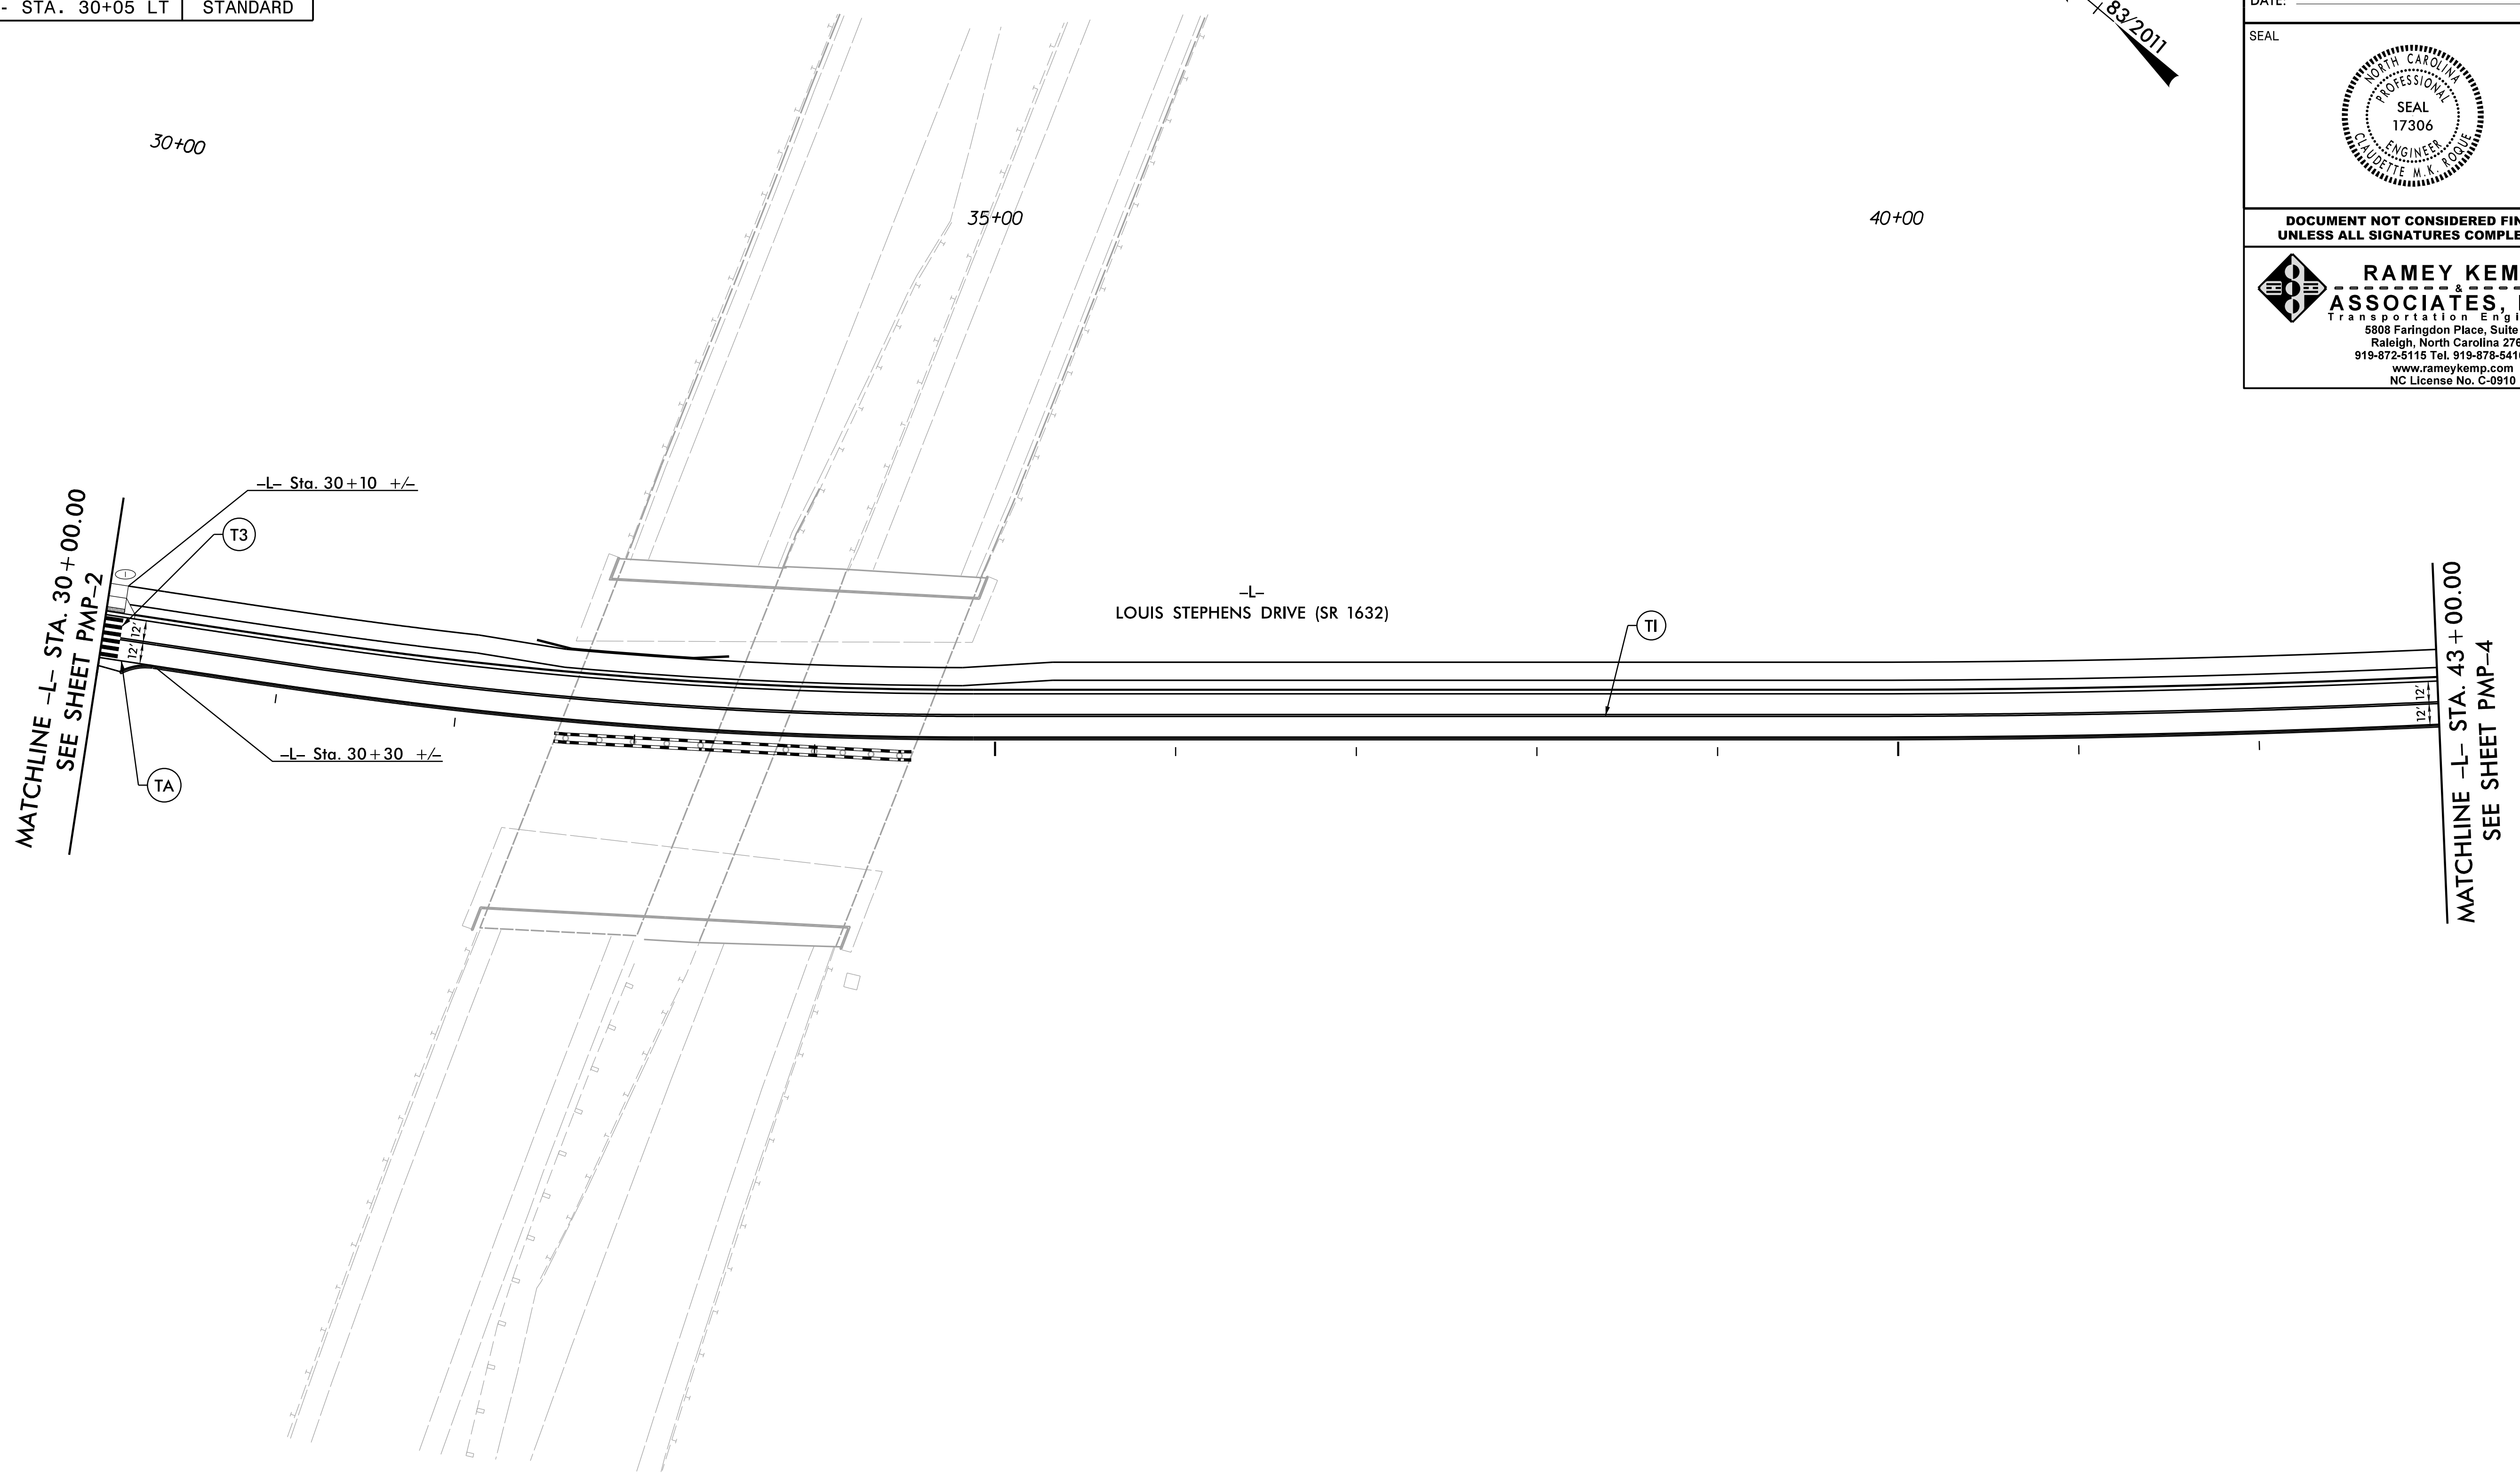 - STA. 30+05 LT STANDARD
83/2011
DATE:
SEAL
NORTH CAROLINA
PROFESSIONAL
SEAL
17306
ENGINEER
CLAUDETTE M.K. ROQUE
DOCUMENT NOT CONSIDERED FIN
UNLESS ALL SIGNATURES COMPLE
RAMEY KEM
&
ASSOCIATES,
Transportation Engi
5808 Faringdon Place, Suite
Raleigh, North Carolina 276
919-872-5115 Tel. 919-878-541
www.rameykemp.com
NC License No. C-0910
30+00
35+00
40+00
-L- Sta. 30+10 +/-
T3
MATCHLINE -L- STA. 30+00.00
SEE SHEET PMP-2
12'
12'
-L- Sta. 30+30 +/-
TA
-L-
LOUIS STEPHENS DRIVE (SR 1632)
T1
12'
12'
MATCHLINE -L- STA. 43+00.00
SEE SHEET PMP-4